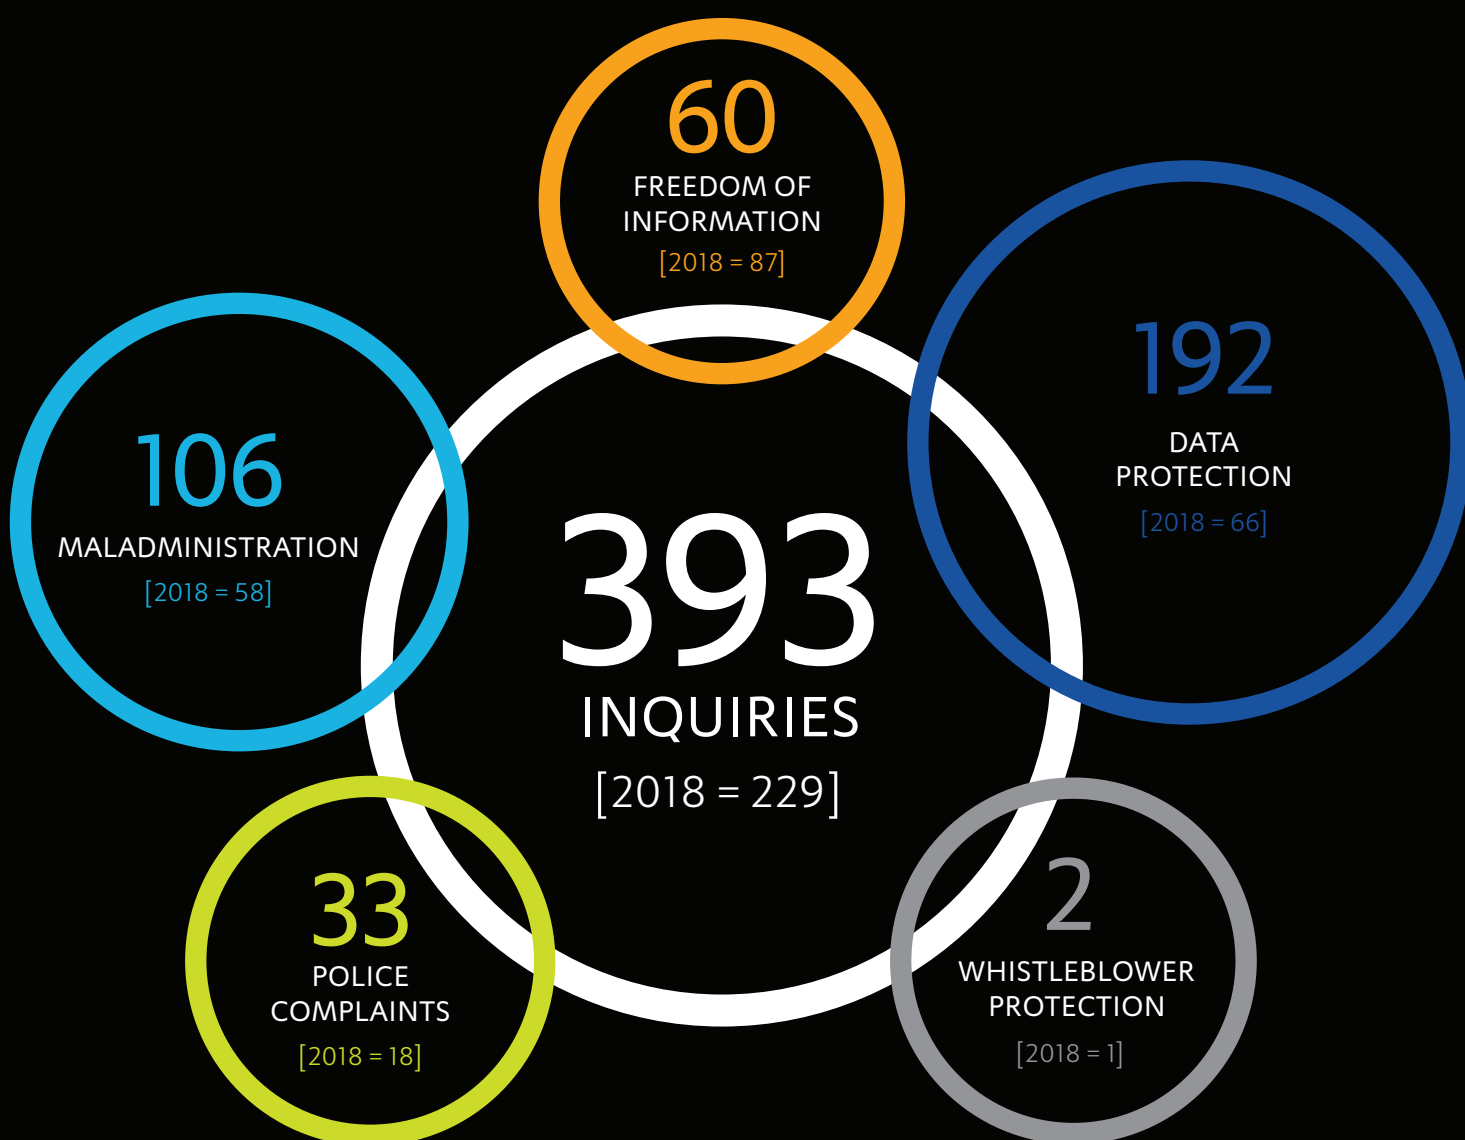 60
FREEDOM OF
INFORMATION
[2018 = 87]
192
DATA
PROTECTION
[2018 = 66]
106
MALADMINISTRATION
[2018 = 58]
393
INQUIRIES
[2018 = 229]
33
POLICE
COMPLAINTS
[2018 = 18]
2
WHISTLEBLOWER
PROTECTION
[2018 = 1]